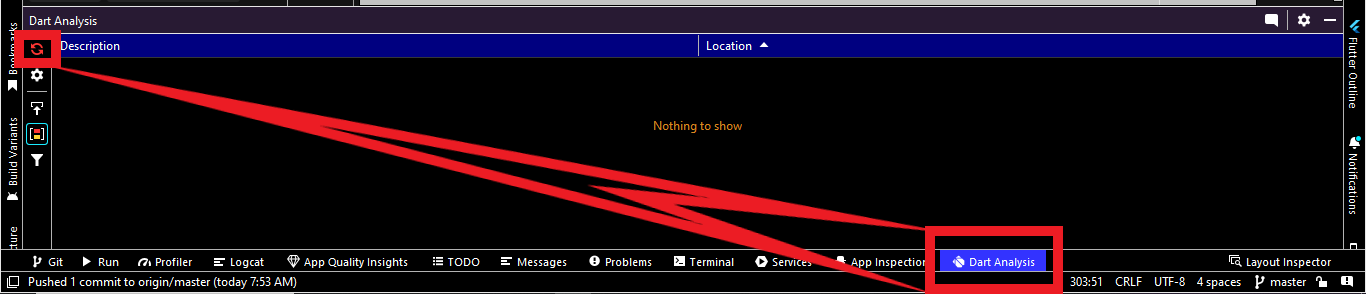 Dart Analysis
Description
Location
Nothing to show
Bookmarks
Build Variants
cture
Flutter Outline
Notifications
Git
Run
Profiler
Logcat
App Quality Insights
TODO
Messages
Problems
Terminal
Services
App Inspection
Dart Analysis
Layout Inspector
Pushed 1 commit to origin/master (today 7:53 AM)
303:51
CRLF
UTF-8
4 spaces
master